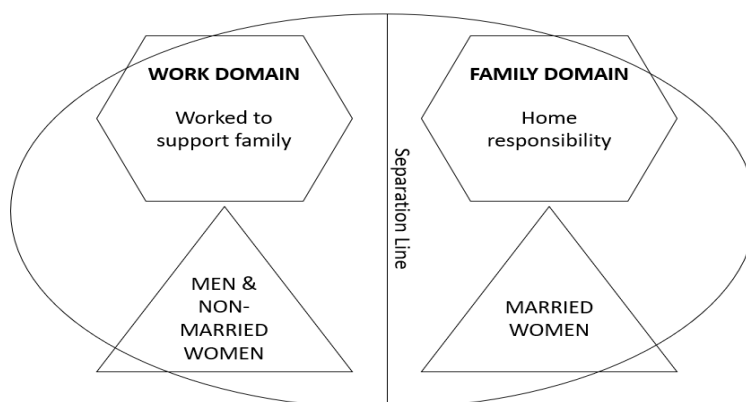 WORK DOMAIN
Worked to
support family
FAMILY DOMAIN
Home
responsibility
Separation Line
MEN &
NON-
MARRIED
WOMEN
MARRIED
WOMEN